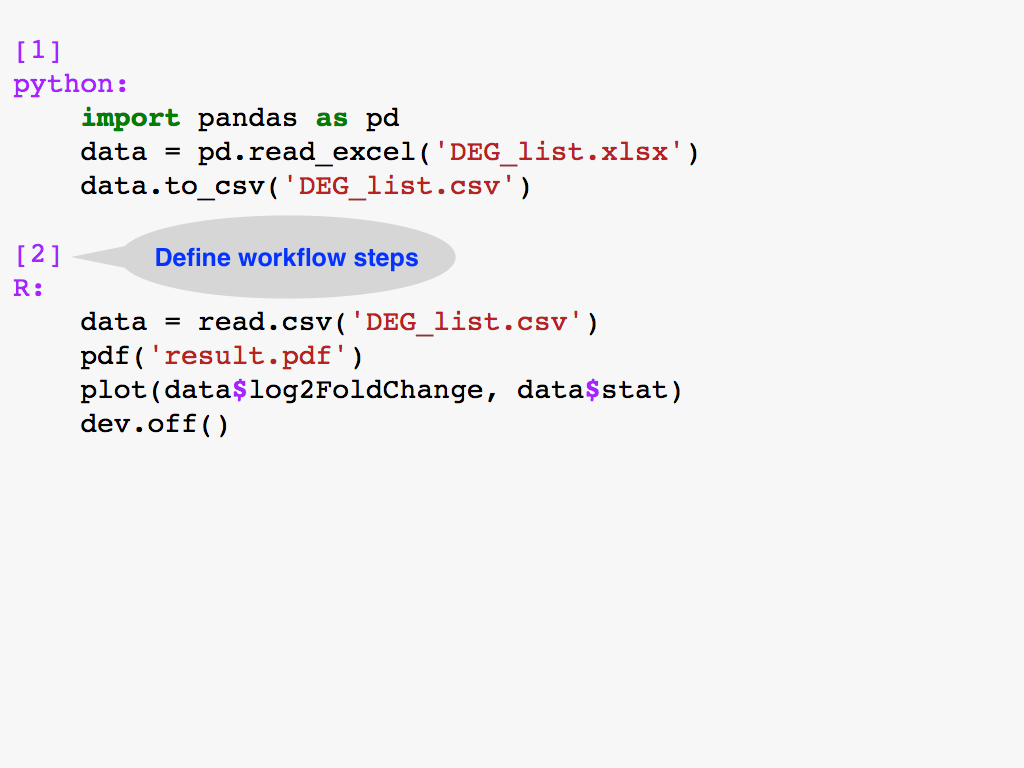 [1]
python:
    import pandas as pd
    data = pd.read_excel('DEG_list.xlsx')
    data.to_csv('DEG_list.csv')
[2]
Define workflow steps
R:
    data = read.csv('DEG_list.csv')
    pdf('result.pdf')
    plot(data$log2FoldChange, data$stat)
    dev.off()